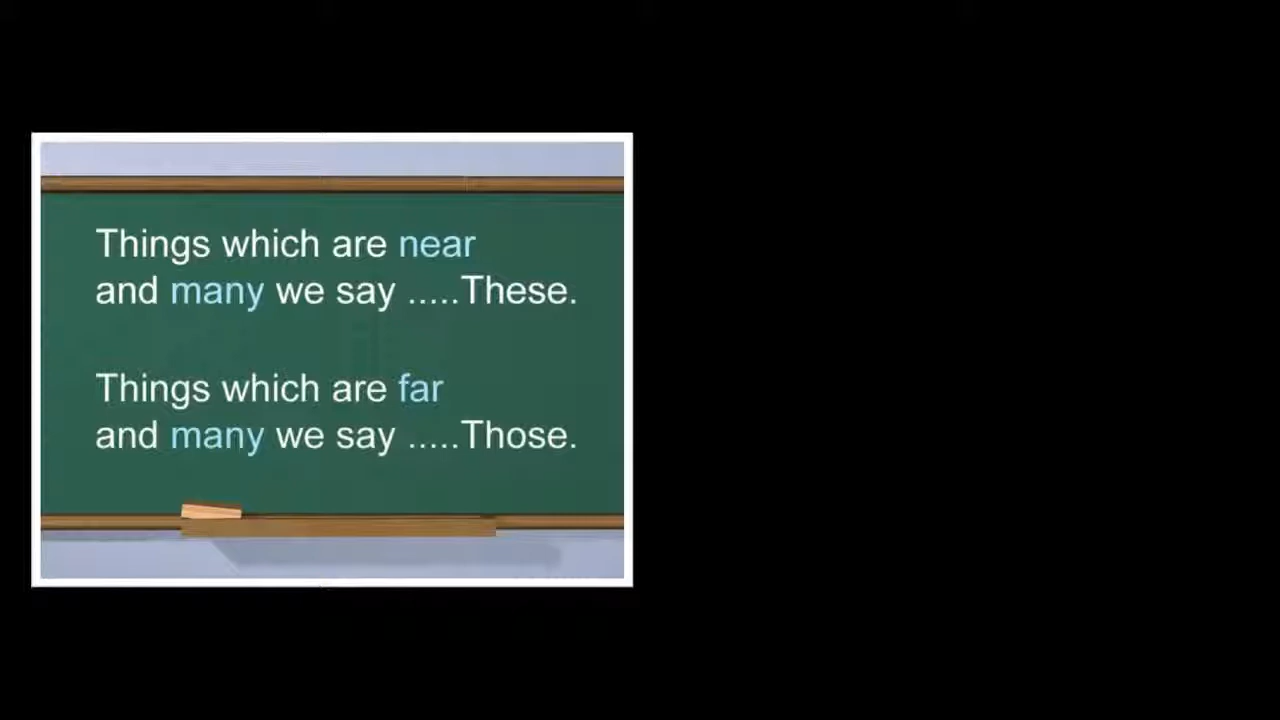 Things which are near
and many we say .....These.
Things which are far
and many we say .....Those.